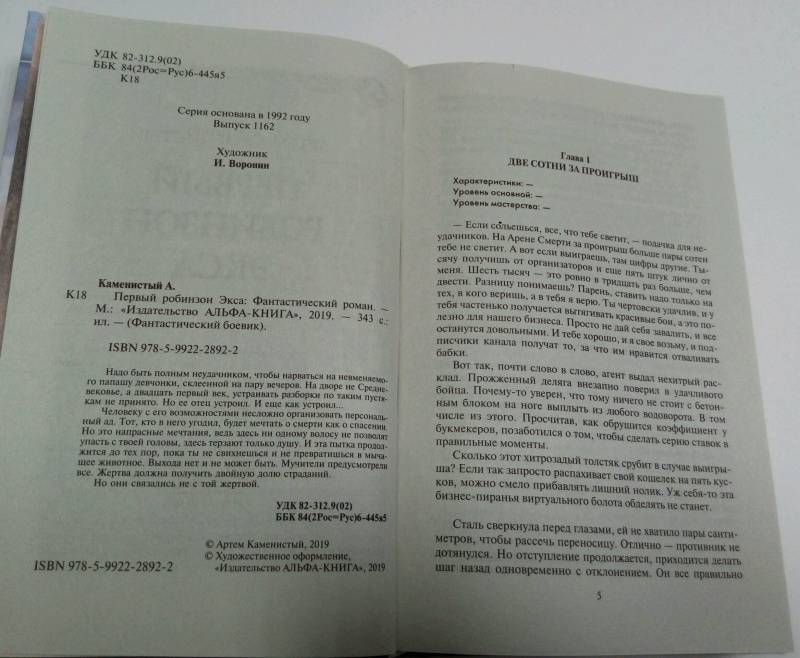 УДК 82-312.9(02)
ББК 84(2Рос=Рус)6-445я5
К18
Серия основана в 1992 году
Выпуск 1162
Художник
И. Воронин
Каменистый А.
К18 Первый робинзон Экса: Фантастический роман. —
М.: «Издательство АЛЬФА-КНИГА», 2019. — 343 с.:
ил. — (Фантастический боевик).
ISBN 978-5-9922-2892-2
Надо быть полным неудачником, чтобы нарваться на невменяемо-
го папашу девчонки, склеенной на пару вечеров. На дворе не Средне-
вековье, а двадцать первый век, устраивать разборки по таким пустя-
кам не принято. Но ее отец устроил. И еще как устроил...
Человеку с его возможностями несложно организовать персональ-
ный ад. Тот, кто в него угодил, будет мечтать о смерти как о спасении.
Но это напрасные мечтания, ведь здесь ни одному волосу не позволят
упасть с твоей головы, здесь терзают только душу. И эта пытка продол-
жится до тех пор, пока ты не свихнешься и не превратишься в мыча-
щее животное. Выхода нет и не может быть. Мучители предусмотрели
все. Жертва должна получить двойную долю страданий.
Но они связались не с той жертвой.
УДК 82-312.9(02)
ББК 84(2Рос=Рус)6-445я5
© Артем Каменистый, 2019
© Художественное оформление,
«Издательство АЛЬФА-КНИГА», 2019
ISBN 978-5-9922-2892-2
Глава 1
ДВЕ СОТНИ ЗА ПРОИГРЫШ
Характеристики: —
Уровень основной: —
Уровень мастерства: —
— Если сольешься, все, что тебе светит, — подачка для не-
удачников. На Арене Смерти за проигрыш больше пары сотен
тебе не светит. А вот если выиграешь, там цифры другие. Ты-
сячу получишь от организаторов и еще пять штук лично от
меня. Шесть тысяч — это ровно в тридцать раз больше, чем
двести. Разницу понимаешь? Парень, ставить надо только на
тех, в кого веришь, а в тебя я верю. Ты чертовски удачлив, и у
тебя частенько получается вытягивать красивые бои, а это по-
лезно для нашего бизнеса. Просто не дай себя завалить, и все
останутся довольными. И тебе хорошо, и я свое возьму, и под-
писчики канала получат то, за что им нравится отваливать
бабки.
Вот так, почти слово в слово, агент выдал нехитрый рас-
клад. Прожженный деляга внезапно поверил в удачливого
бойца. Почему-то уверен, что тому ничего не стоит с бетон-
ным блоком на ноге выплыть из любого водоворота. В том
числе из этого. Просчитав, как обрушится коэффициент у
букмекеров, позаботился о том, чтобы сделать серию ставок в
правильные моменты.
Сколько этот хитрозадый толстяк срубит в случае выигры-
ша? Если так запросто распахивает свой кошелек на пять кус-
ков, можно смело прибавлять лишний нолик. Уж себя-то эта
бизнес-пиранья виртуального болота обделять не станет.
Сталь сверкнула перед глазами, ей не хватило пары санти-
метров, чтобы рассечь переносицу. Отлично — противник не
дотянулся. Но отступление продолжается, приходится делать
шаг назад одновременно с отклонением. Он все правильно
5